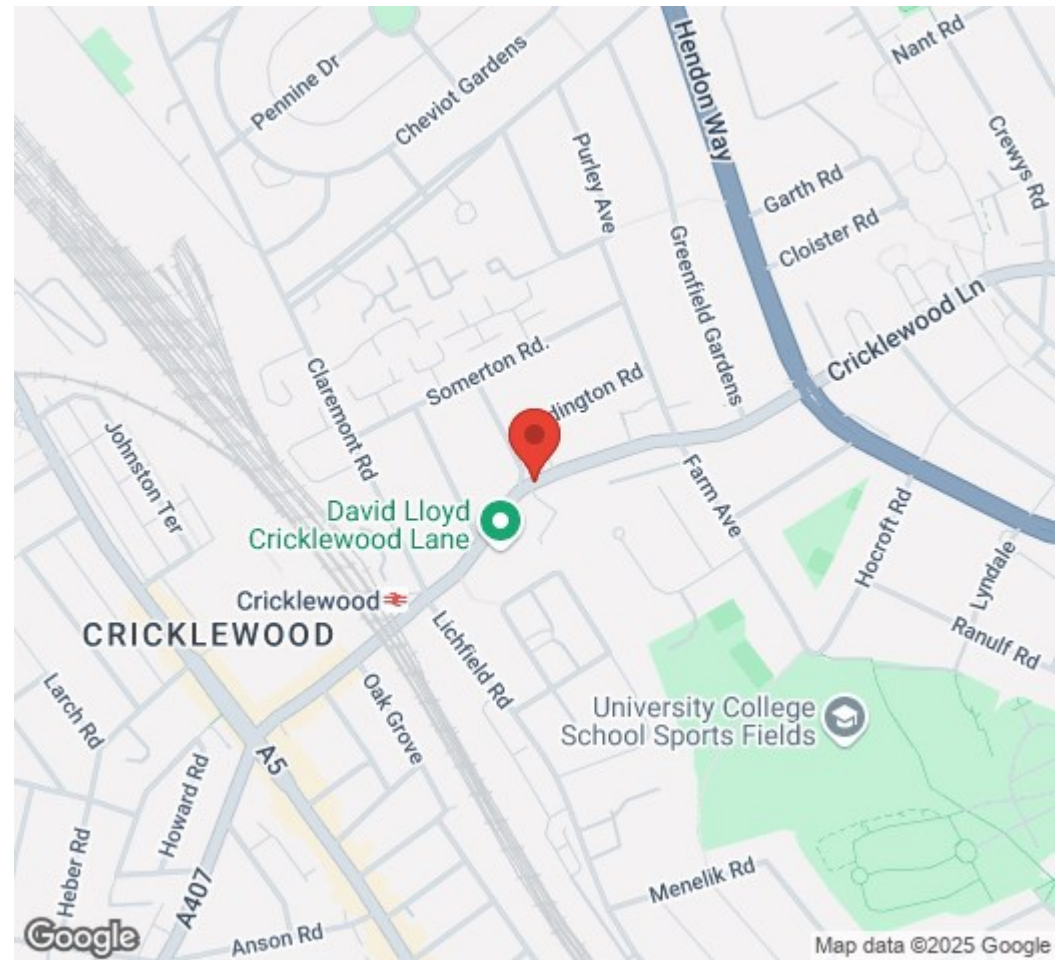 Nant Rd
Hendon Way
Pennine Dr
Cheviot Gardens
Crewys Rd
Purley Ave
Garth Rd
Cloister Rd
Greenfield Gardens
Cricklewood Ln
Somerton Rd.
Claremont Rd
dington Rd
Johnston Ter
Farm Ave
David Lloyd
Cricklewood Lane
Hocroft Rd
Lyndale
Cricklewood
CRICKLEWOOD
Lichfield Rd
Ranulf Rd
Larch Rd
Oak Grove
University College
School Sports Fields
A5
Howard Rd
Heber Rd
A407
Menelik Rd
Anson Rd
Google
Map data ©2025 Google